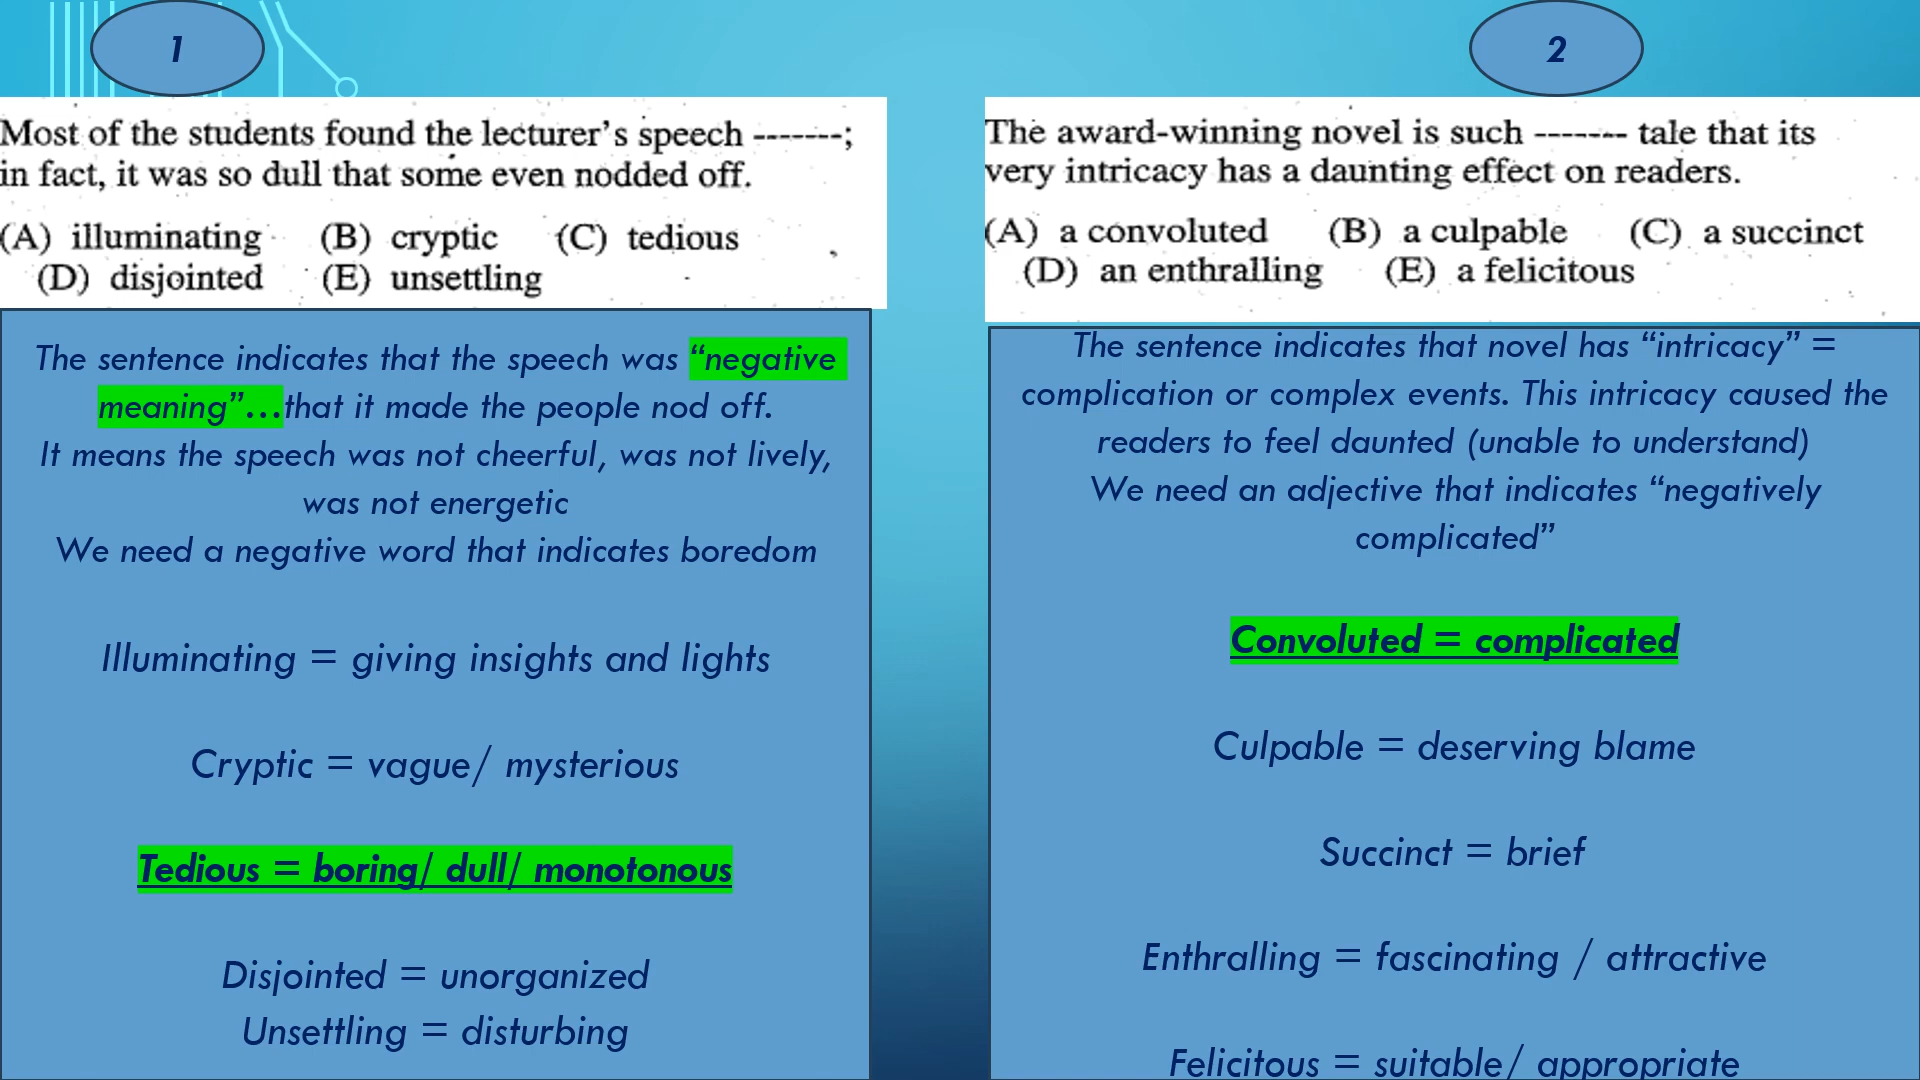 1
Most of the students found the lecturer's speech -------;
in fact, it was so dull that some even nodded off.
(A) illuminating (B) cryptic (C) tedious
(D) disjointed (E) unsettling
The sentence indicates that the speech was “negative
meaning”...that it made the people nod off.
It means the speech was not cheerful, was not lively,
was not energetic
We need a negative word that indicates boredom
Illuminating = giving insights and lights
Cryptic = vague/ mysterious
Tedious = boring/ dull/ monotonous
Disjointed = unorganized
Unsettling = disturbing
2
The award-winning novel is such ------- tale that its
very intricacy has a daunting effect on readers.
(A) a convoluted (B) a culpable (C) a succinct
(D) an enthralling (E) a felicitous
The sentence indicates that novel has “intricacy” =
complication or complex events. This intricacy caused the
readers to feel daunted (unable to understand)
We need an adjective that indicates “negatively
complicated”
Convoluted = complicated
Culpable = deserving blame
Succinct = brief
Enthralling = fascinating / attractive
Felicitous = suitable/ appropriate